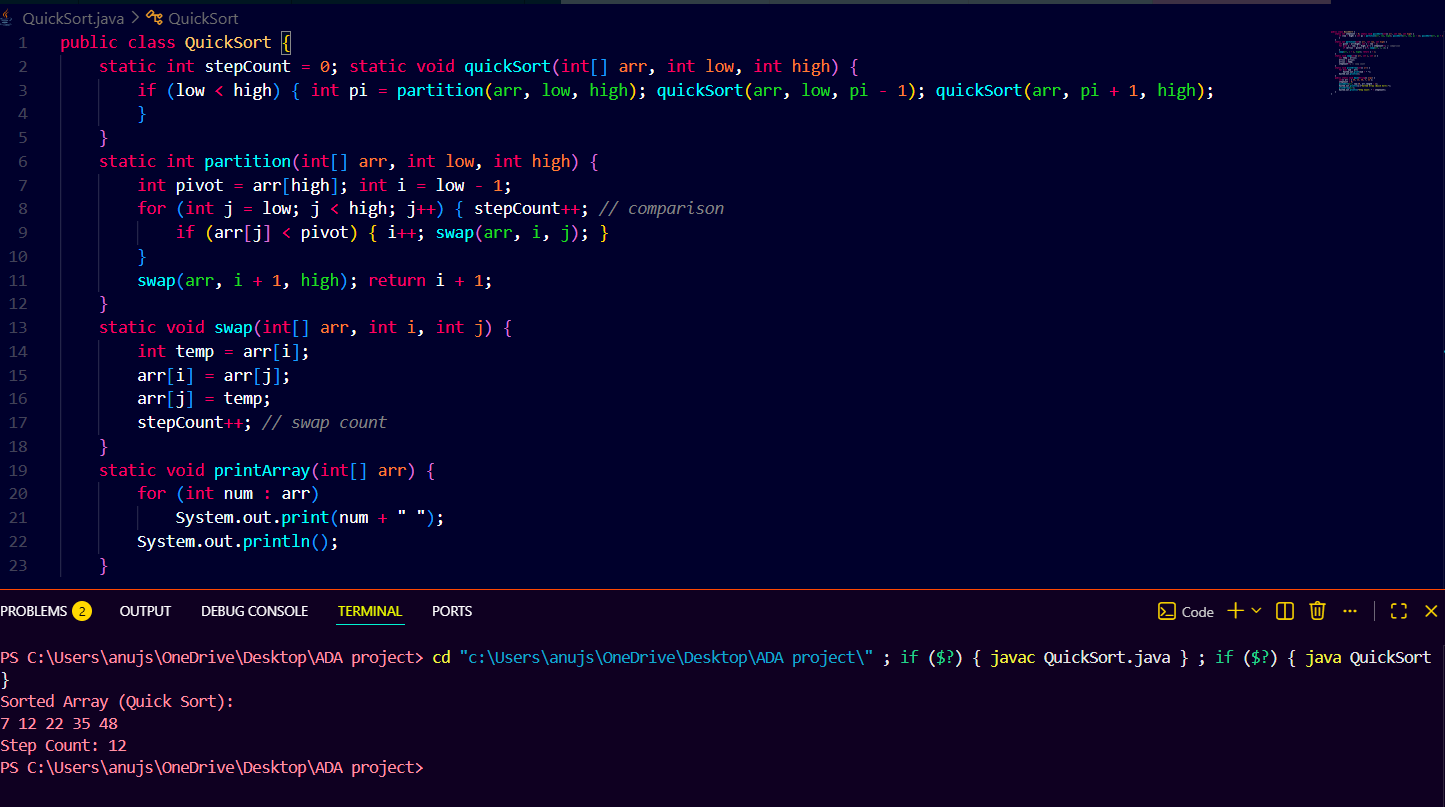 QuickSort.java > QuickSort
1 public class QuickSort {
2 static int stepCount = 0; static void quickSort(int[] arr, int low, int high) {
3 if (low < high) { int pi = partition(arr, low, high); quickSort(arr, low, pi - 1); quickSort(arr, pi + 1, high);
4 }
5 }
6 static int partition(int[] arr, int low, int high) {
7 int pivot = arr[high]; int i = low - 1;
8 for (int j = low; j < high; j++) { stepCount++; // comparison
9 if (arr[j] < pivot) { i++; swap(arr, i, j); }
10 }
11 swap(arr, i + 1, high); return i + 1;
12 }
13 static void swap(int[] arr, int i, int j) {
14 int temp = arr[i];
15 arr[i] = arr[j];
16 arr[j] = temp;
17 stepCount++; // swap count
18 }
19 static void printArray(int[] arr) {
20 for (int num : arr)
21 System.out.print(num + " ");
22 System.out.println();
23 }
PROBLEMS 2 OUTPUT DEBUG CONSOLE TERMINAL PORTS Code
PS C:\Users\anujs\OneDrive\Desktop\ADA project> cd "c:\Users\anujs\OneDrive\Desktop\ADA project\" ; if ($?) { javac QuickSort.java } ; if ($?) { java QuickSort
}
Sorted Array (Quick Sort):
7 12 22 35 48
Step Count: 12
PS C:\Users\anujs\OneDrive\Desktop\ADA project>